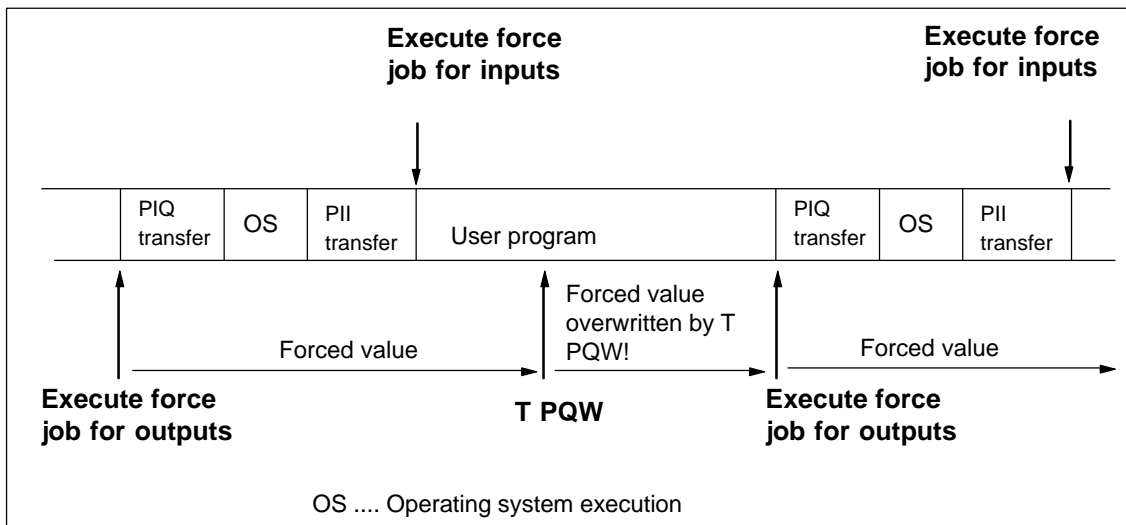 Execute force
job for inputs
Execute force
job for inputs
PIQ
transfer
OS
PII
transfer
User program
PIQ
transfer
OS
PII
transfer
Forced value
Forced value
overwritten by T
PQW!
Forced value
Execute force
job for outputs
T PQW
Execute force
job for outputs
OS .... Operating system execution